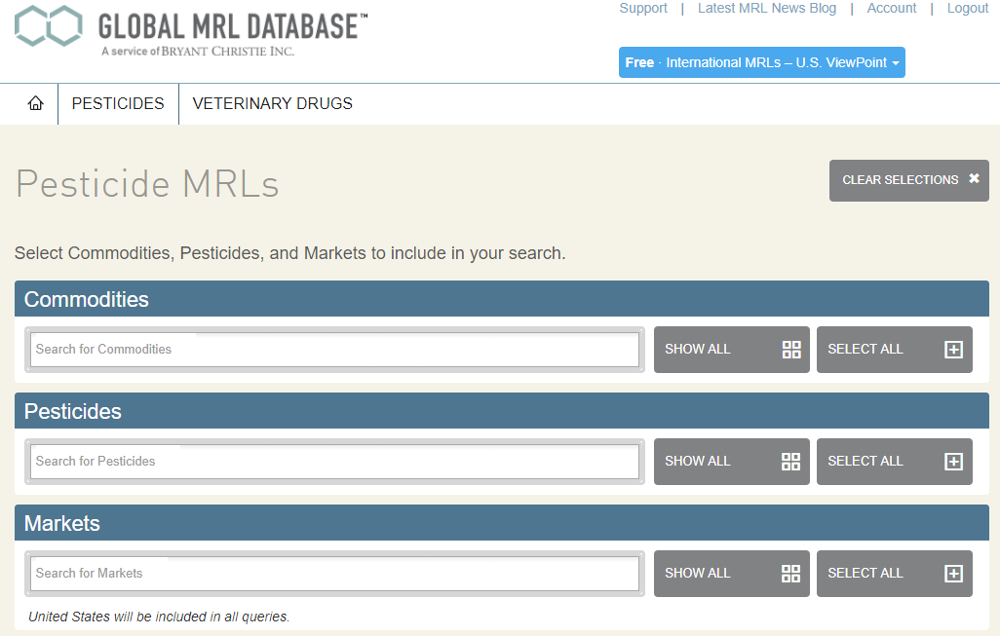 Support | Latest MRL News Blog | Account | Logout
GLOBAL MRL DATABASE™
A service of BRYANT CHRISTIE INC.
Free · International MRLs – U.S. ViewPoint
PESTICIDES VETERINARY DRUGS
Pesticide MRLs
CLEAR SELECTIONS ✖
Select Commodities, Pesticides, and Markets to include in your search.
Commodities
Search for Commodities SHOW ALL SELECT ALL
Pesticides
Search for Pesticides SHOW ALL SELECT ALL
Markets
Search for Markets SHOW ALL SELECT ALL
United States will be included in all queries.